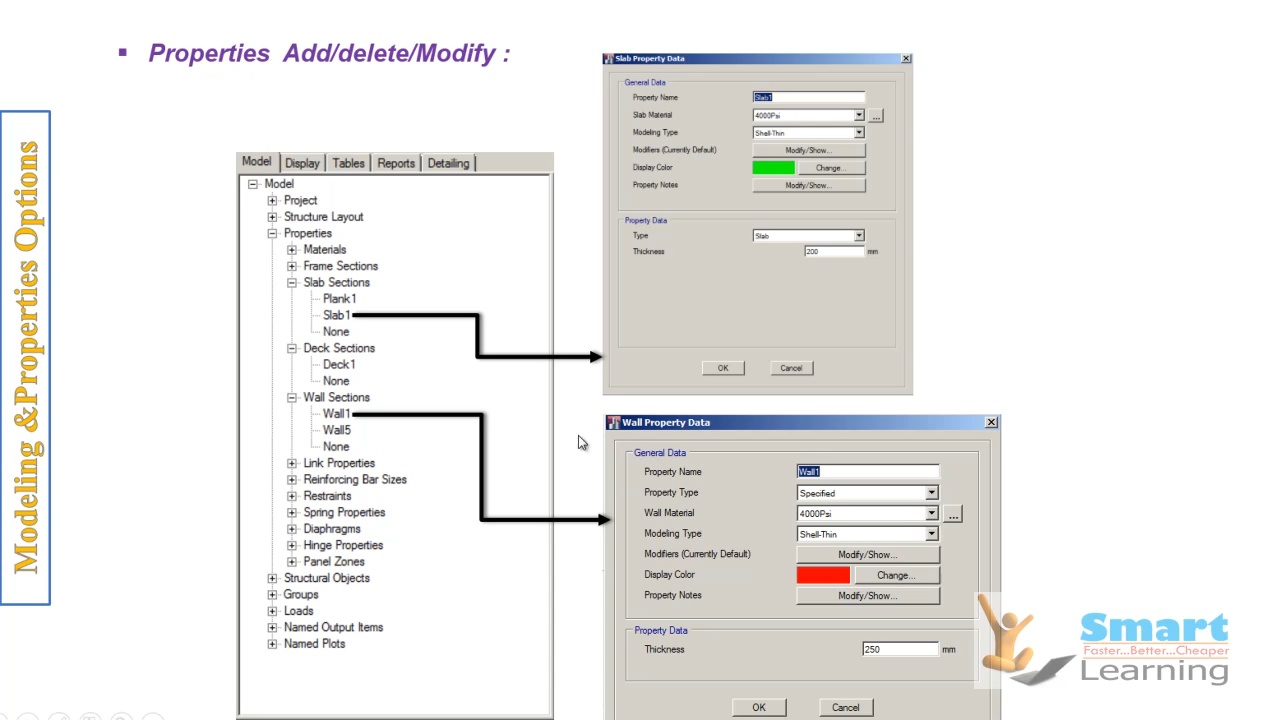 ▪ Properties Add/delete/Modify :
Modeling &Properties Options
Model Display Tables Reports Detailing
Model
Project
Structure Layout
Properties
Materials
Frame Sections
Slab Sections
Plank1
Slab1
None
Deck Sections
Deck1
None
Wall Sections
Wall1
Wall5
None
Link Properties
Reinforcing Bar Sizes
Restraints
Spring Properties
Diaphragms
Hinge Properties
Panel Zones
Structural Objects
Groups
Loads
Named Output Items
Named Plots
Slab Property Data
General Data
Property Name Slab1
Slab Material 4000Psi ...
Modeling Type Shell-Thin
Modifiers (Currently Default) Modify/Show...
Display Color Change...
Property Notes Modify/Show...
Property Data
Type Slab
Thickness 200 mm
OK Cancel
Wall Property Data
General Data
Property Name Wall1
Property Type Specified
Wall Material 4000Psi ...
Modeling Type Shell-Thin
Modifiers (Currently Default) Modify/Show...
Display Color Change...
Property Notes Modify/Show...
Property Data
Thickness 250 mm
OK Cancel
Smart
Faster...Better...Cheaper
Learning